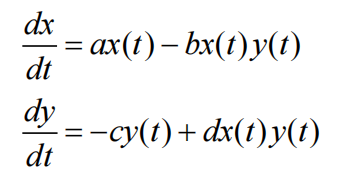 dx/dt = ax(t) − bx(t)y(t)
dy/dt = −cy(t) + dx(t)y(t)